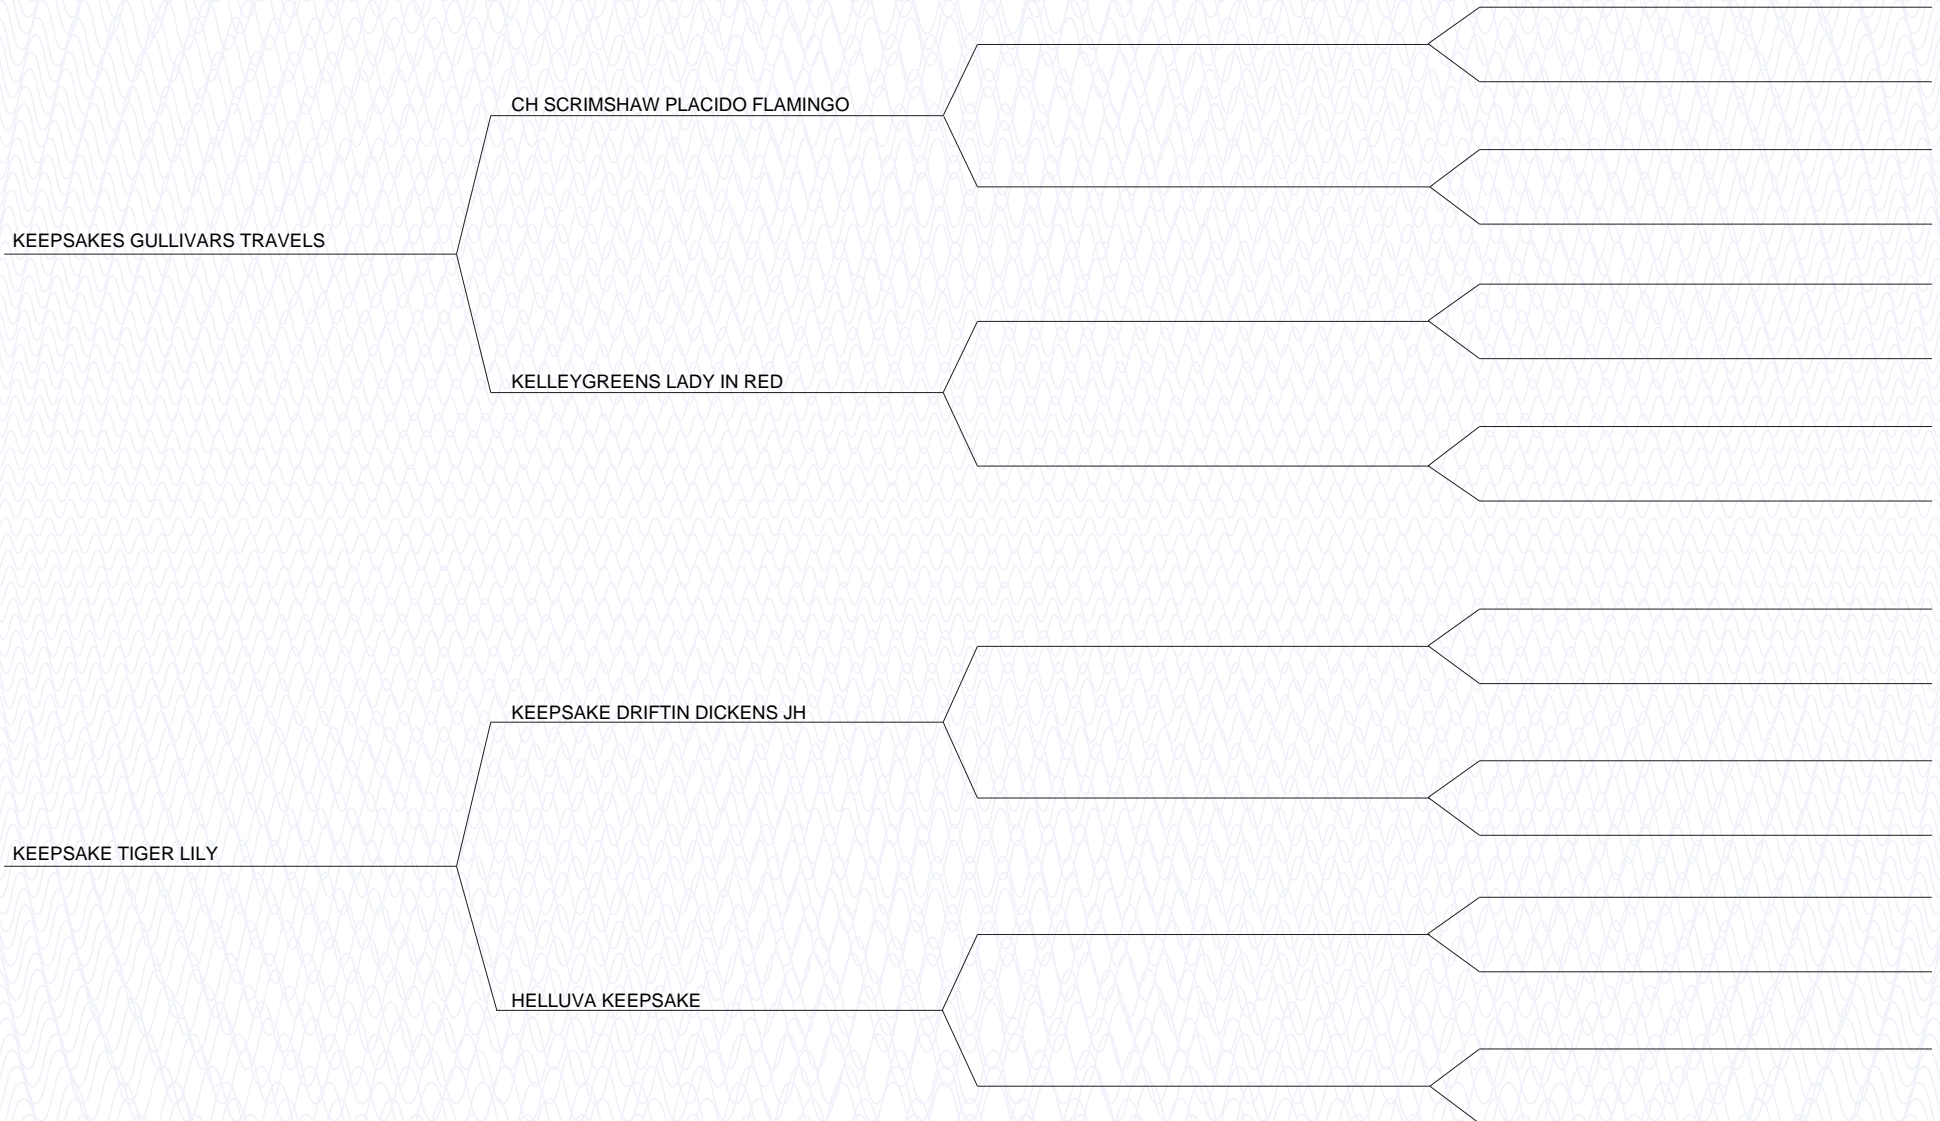 CH SCRIMSHAW PLACIDO FLAMINGO
KEEPSAKES GULLIVARS TRAVELS
KELLEYGREENS LADY IN RED
KEEPSAKE DRIFTIN DICKENS JH
KEEPSAKE TIGER LILY
HELLUVA KEEPSAKE